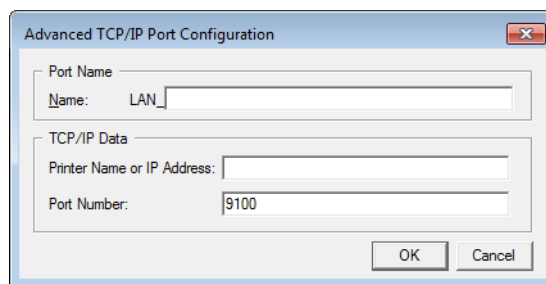 Advanced TCP/IP Port Configuration
Port Name
Name: LAN_
TCP/IP Data
Printer Name or IP Address:
Port Number: 9100
OK Cancel